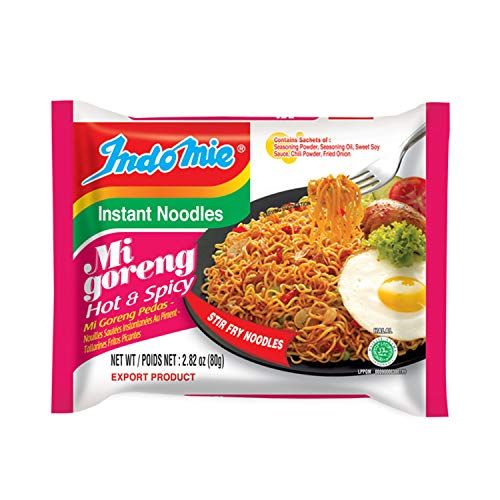 Indomie®
Instant Noodles
Mi
goreng
Hot & Spicy
Mi Goreng Pedas -
Nouilles Sautées Instantanées Au Piment -
Tallarines Fritos Picantes
NET WT / POIDS NET : 2.82 oz (80g)
EXPORT PRODUCT
Contains Sachets of :
Seasoning Powder, Seasoning Oil, Sweet Soy
Sauce, Chili Powder, Fried Onion
STIR FRY NOODLES
HALAL